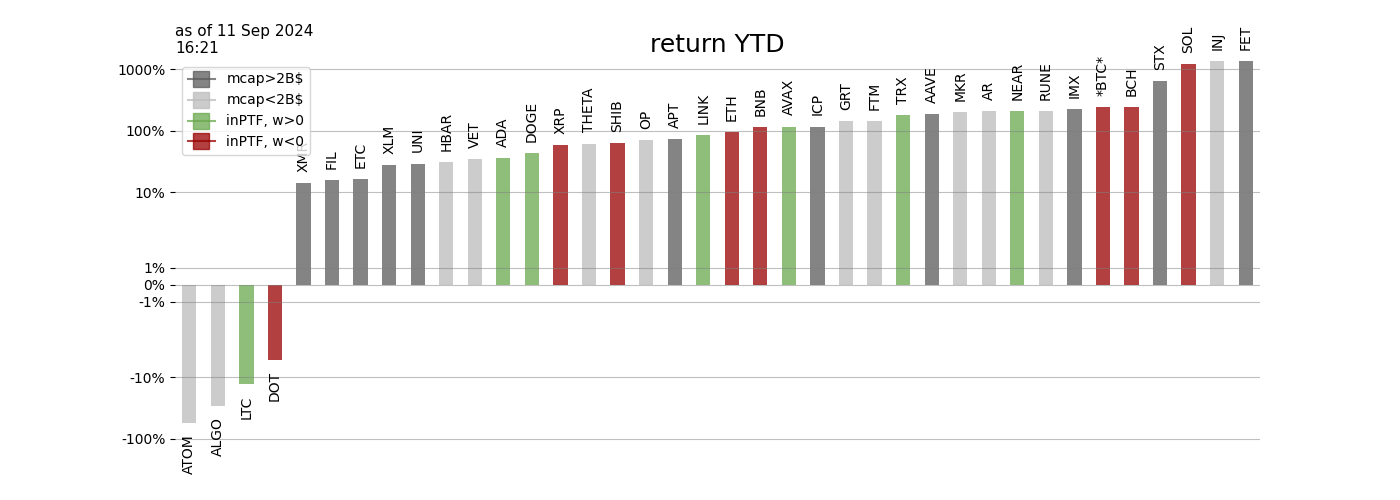 as of 11 Sep 2024
16:21
return YTD
mcap>2B$
mcap<2B$
inPTF, w>0
inPTF, w<0
1000%
100%
10%
1%
0%
-1%
-10%
-100%
ATOM
ALGO
LTC
DOT
XMR
FIL
ETC
XLM
UNI
HBAR
VET
ADA
DOGE
XRP
THETA
SHIB
OP
APT
LINK
ETH
BNB
AVAX
ICP
GRT
FTM
TRX
AAVE
MKR
AR
NEAR
RUNE
IMX
*BTC*
BCH
STX
SOL
INJ
FET